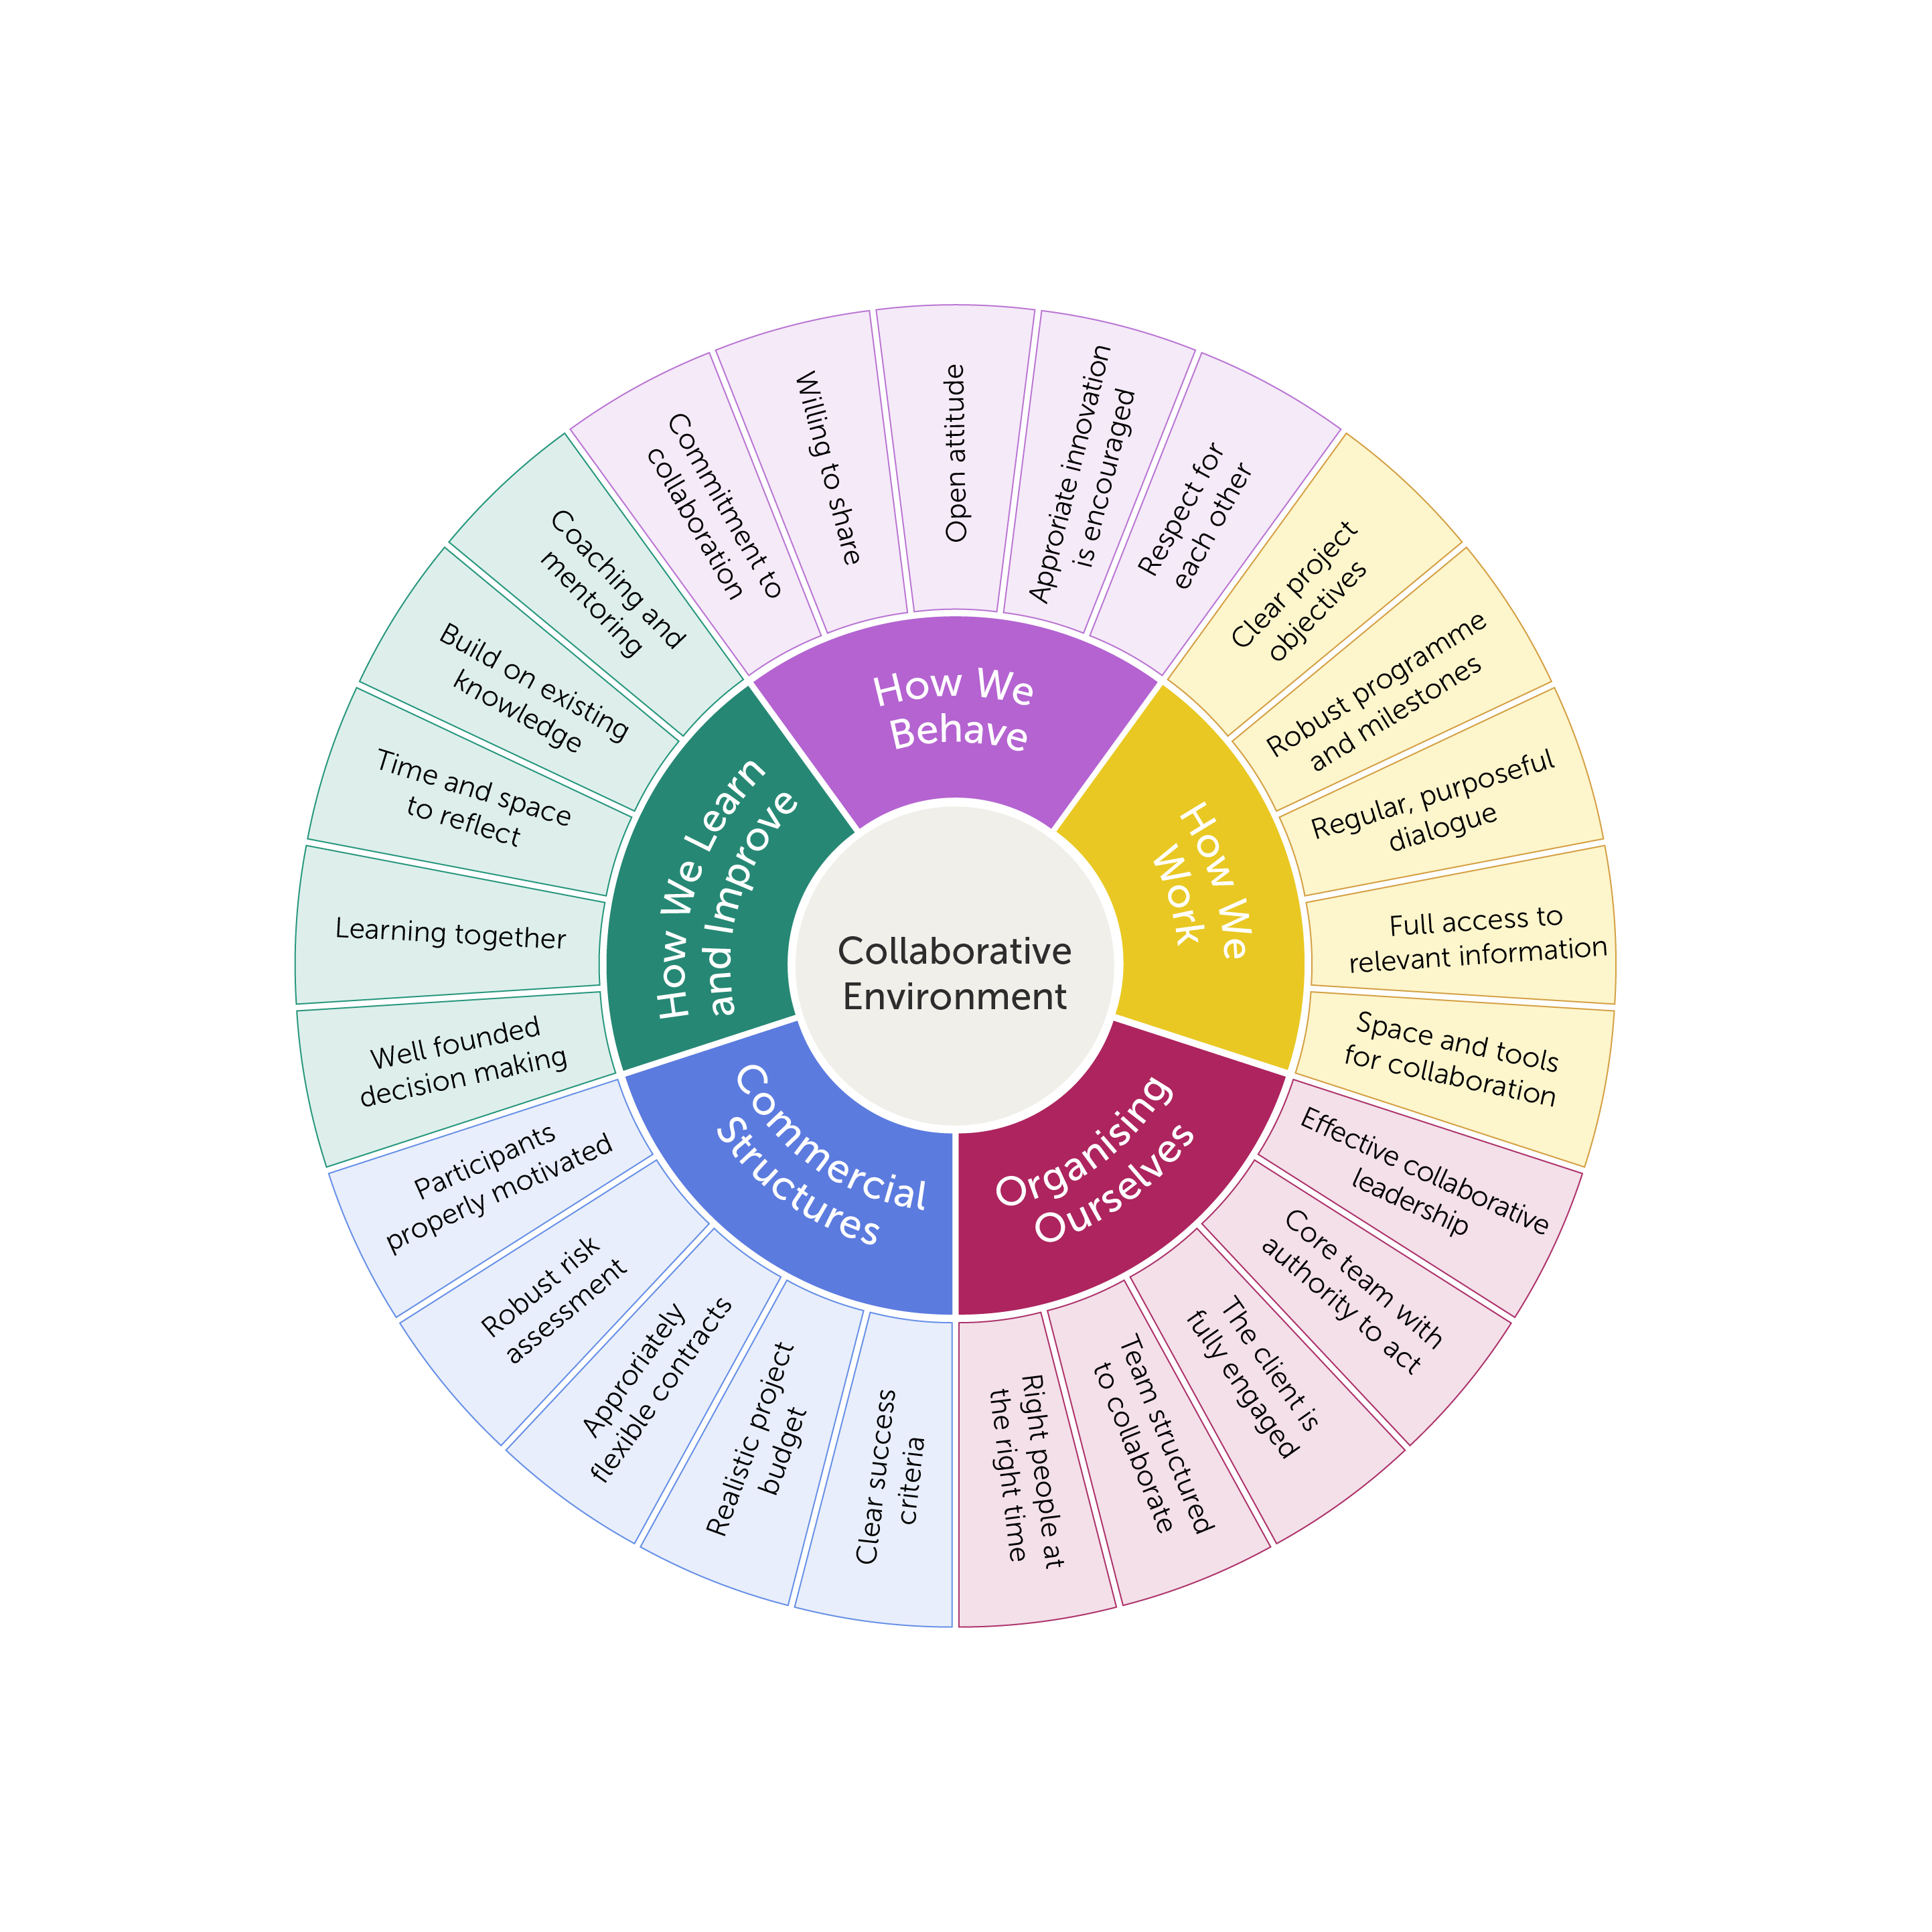 Collaborative
Environment
How We
Behave
Commitment to
collaboration
Willing to share
Open attitude
Approriate innovation
is encouraged
Respect for
each other
How We
Work
Clear project
objectives
Robust programme
and milestones
Regular, purposeful
dialogue
Full access to
relevant information
Space and tools
for collaboration
Organising
Ourselves
Effective collaborative
leadership
Core team with
authority to act
The client is
fully engaged
Team structured
to collaborate
Right people at
the right time
Commercial
Structures
Clear success
criteria
Realistic project
budget
Approriately
flexible contracts
Robust risk
assessment
Participants
properly motivated
How We Learn
and Improve
Well founded
decision making
Learning together
Time and space
to reflect
Build on existing
knowledge
Coaching and
mentoring